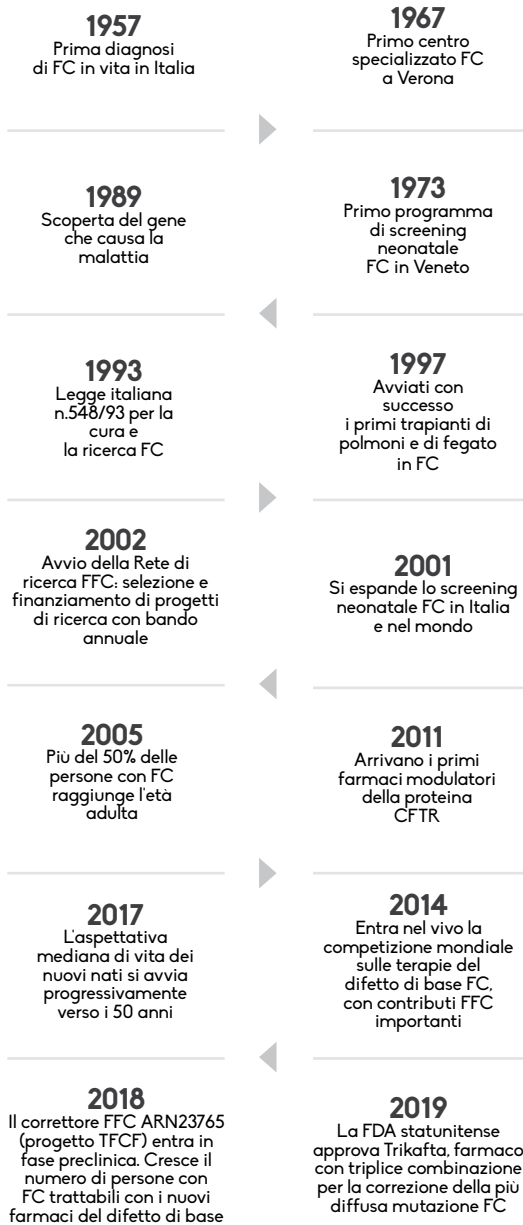 1957
Prima diagnosi
di FC in vita in Italia
1967
Primo centro
specializzato FC
a Verona
1973
Primo programma
di screening
neonatale
FC in Veneto
1989
Scoperta del gene
che causa la
malattia
1993
Legge italiana
n.548/93 per la
cura e
la ricerca FC
1997
Avviati con
successo
i primi trapianti di
polmoni e di fegato
in FC
2001
Si espande lo screening
neonatale FC in Italia
e nel mondo
2002
Avvio della Rete di
ricerca FFC: selezione e
finanziamento di progetti
di ricerca con bando
annuale
2005
Più del 50% delle
persone con FC
raggiunge l'età
adulta
2011
Arrivano i primi
farmaci modulatori
della proteina
CFTR
2014
Entra nel vivo la
competizione mondiale
sulle terapie del
difetto di base FC,
con contributi FFC
importanti
2017
L'aspettativa
mediana di vita dei
nuovi nati si avvia
progressivamente
verso i 50 anni
2018
Il correttore FFC ARN23765
(progetto TFCF) entra in
fase preclinica. Cresce il
numero di persone con
FC trattabili con i nuovi
farmaci del difetto di base
2019
La FDA statunitense
approva Trikafta, farmaco
con triplice combinazione
per la correzione della più
diffusa mutazione FC